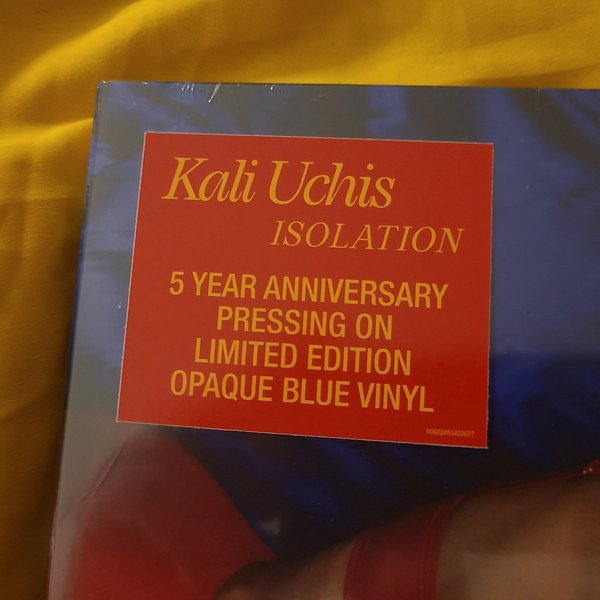 Kali Uchis
ISOLATION
5 YEAR ANNIVERSARY
PRESSING ON
LIMITED EDITION
OPAQUE BLUE VINYL